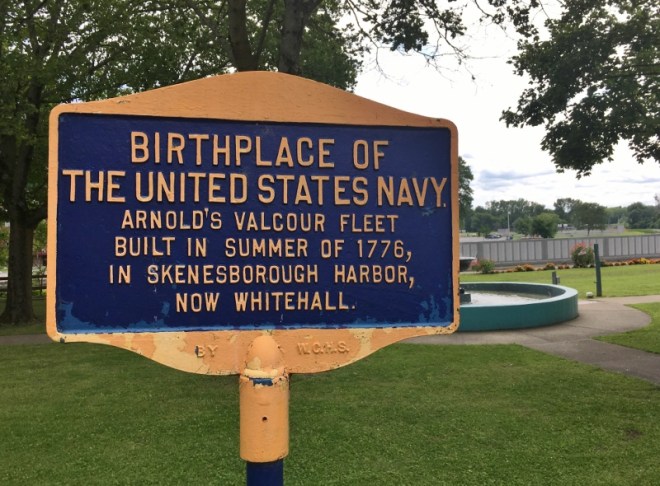 BIRTHPLACE OF
THE UNITED STATES NAVY.
ARNOLD'S VALCOUR FLEET
BUILT IN SUMMER OF 1776,
IN SKENESBOROUGH HARBOR,
NOW WHITEHALL.
BY W.C.H.S.